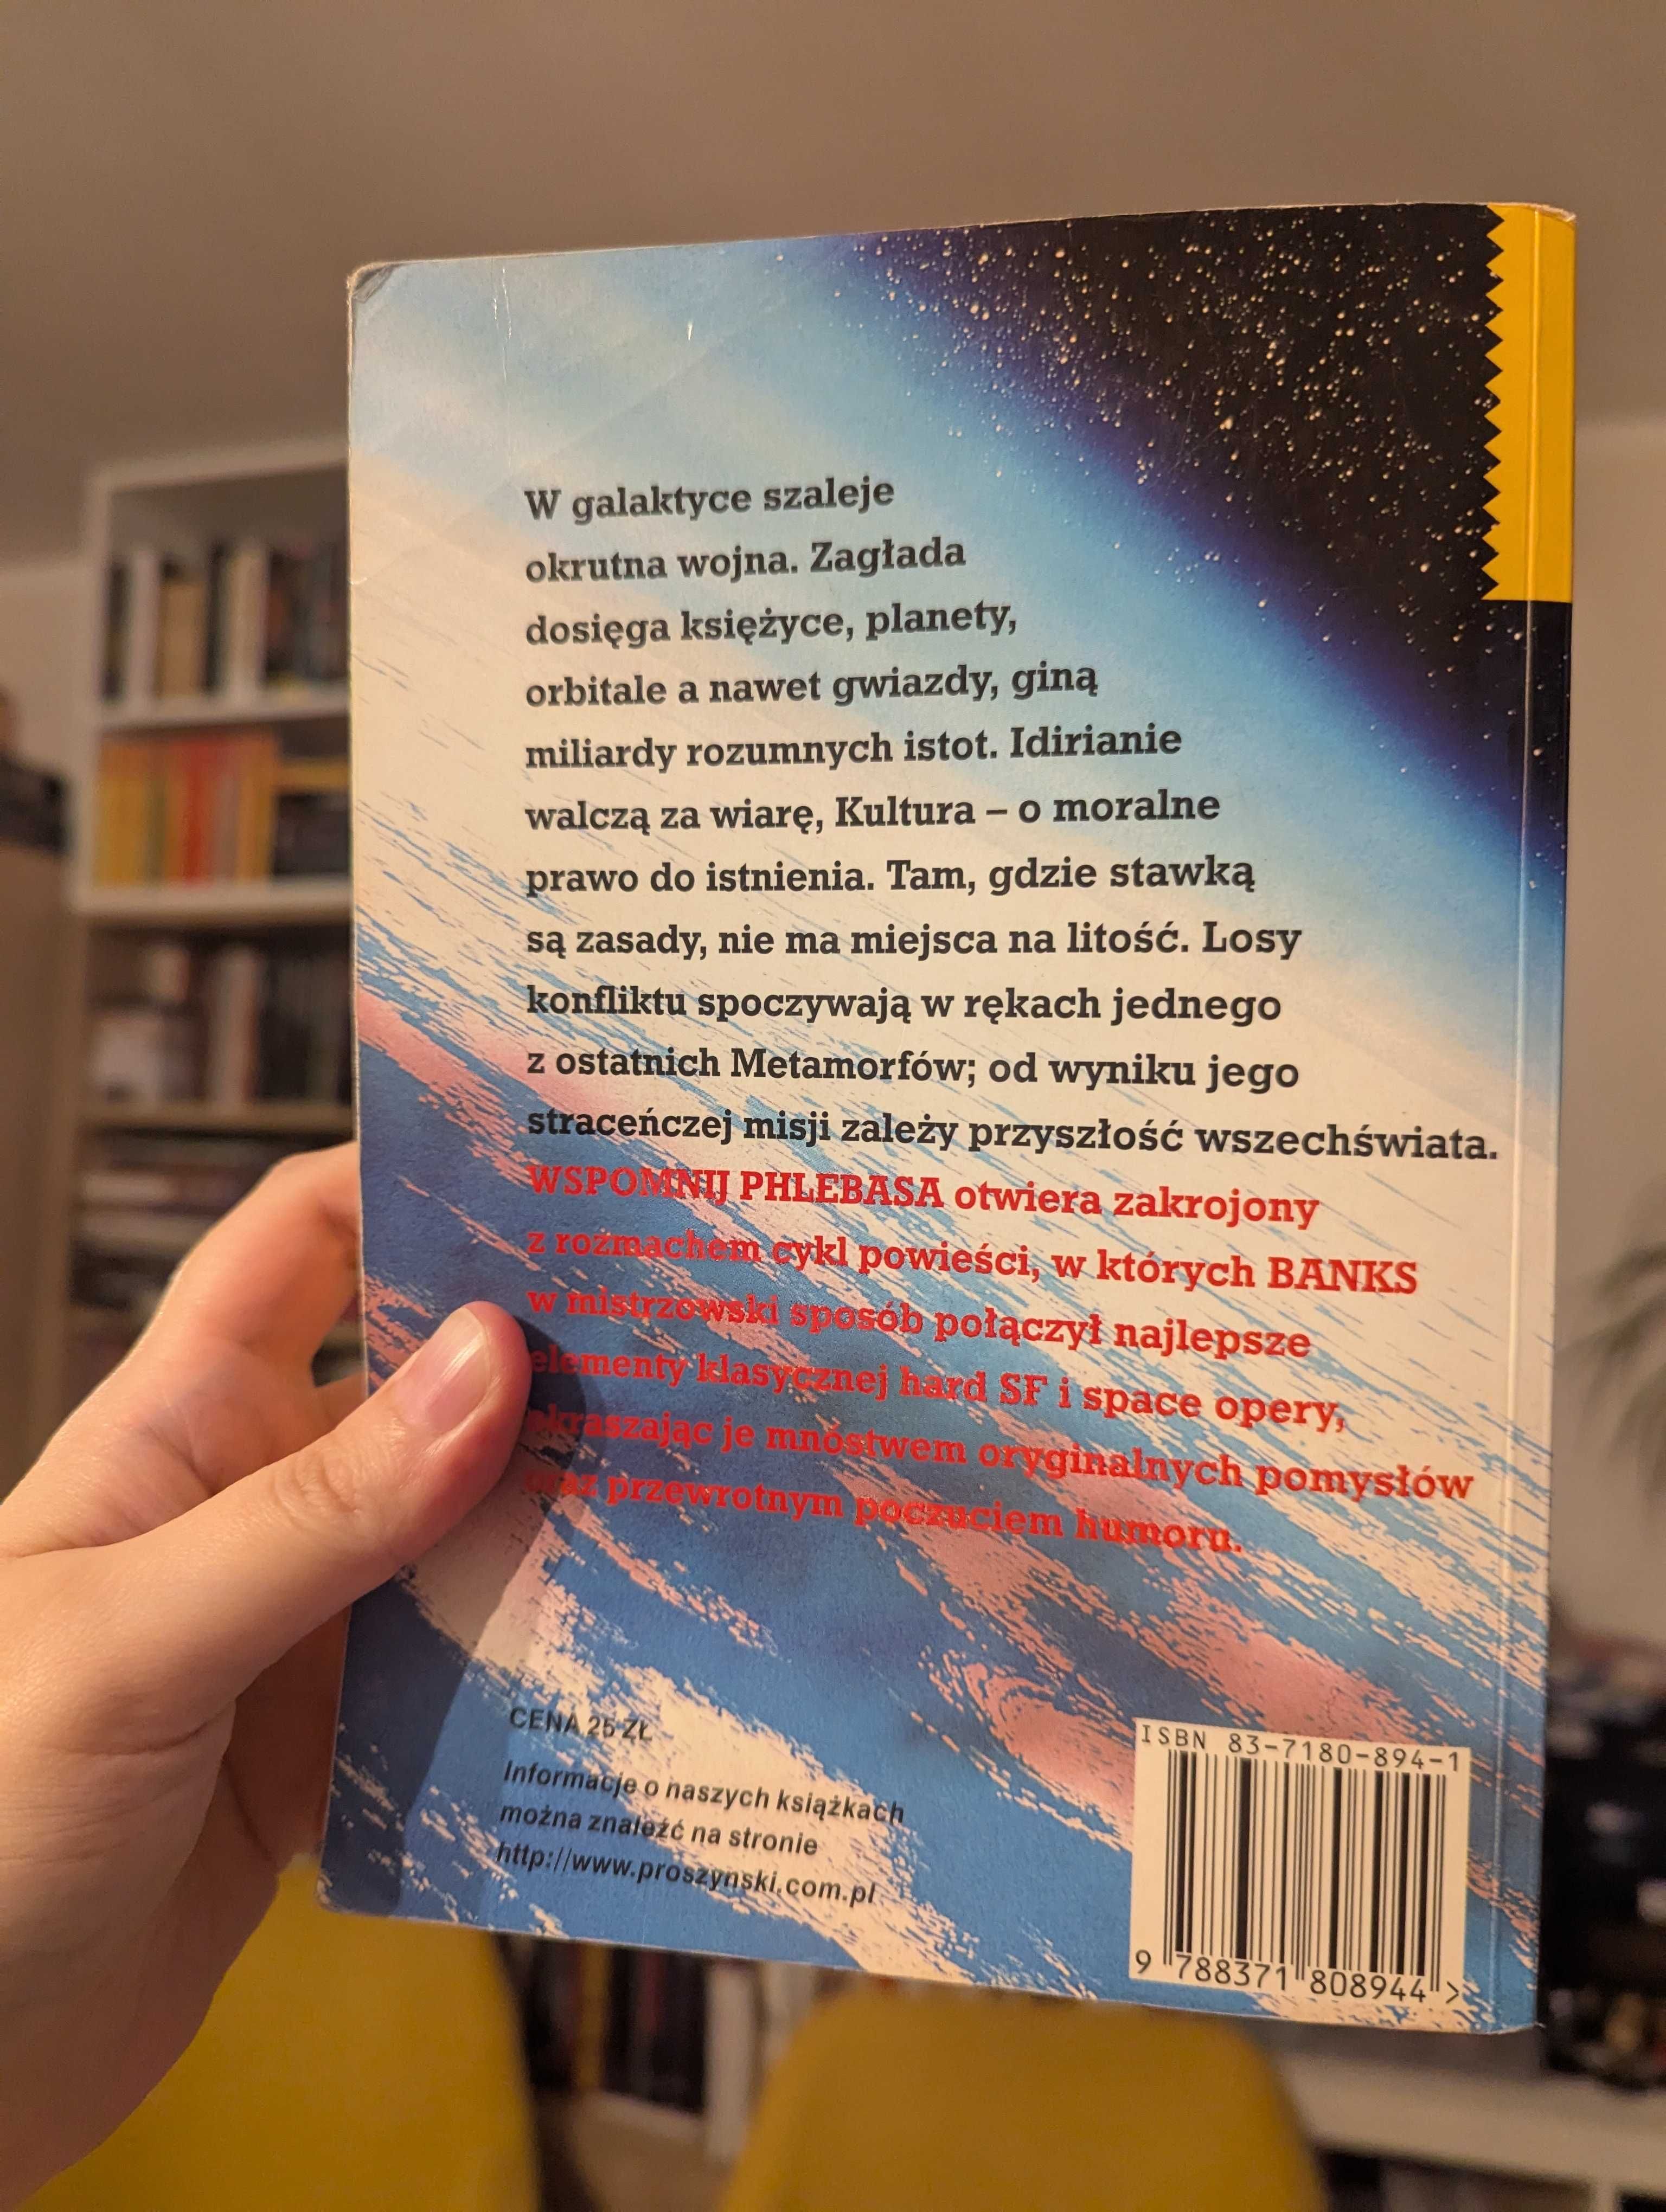 W galaktyce szaleje
okrutna wojna. Zagłada
dosięga księżyce, planety,
orbitale a nawet gwiazdy, giną
miliardy rozumnych istot. Idirianie
walczą za wiarę, Kultura – o moralne
prawo do istnienia. Tam, gdzie stawką
są zasady, nie ma miejsca na litość. Losy
konfliktu spoczywają w rękach jednego
z ostatnich Metamorfów; od wyniku jego
straceńczej misji zależy przyszłość wszechświata.
WSPOMNIJ PHLEBASA otwiera zakrojony
z rozmachem cykl powieści, w których BANKS
w mistrzowski sposób połączył najlepsze
elementy klasycznej hard SF i space opery,
okraszając je mnóstwem oryginalnych pomysłów
oraz przewrotnym poczuciem humoru.
CENA 25 ZŁ
Informacje o naszych książkach
można znaleźć na stronie
http://www.proszynski.com.pl
ISBN 83-7180-894-1
9 788371 808944 >